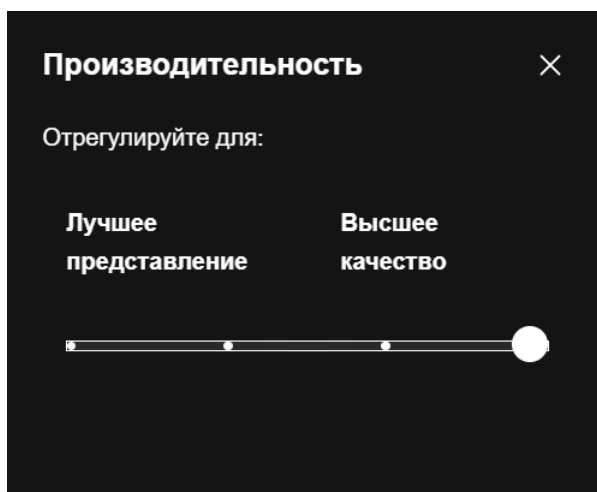 Производительность
Отрегулируйте для:
Лучшее
представление
Высшее
качество